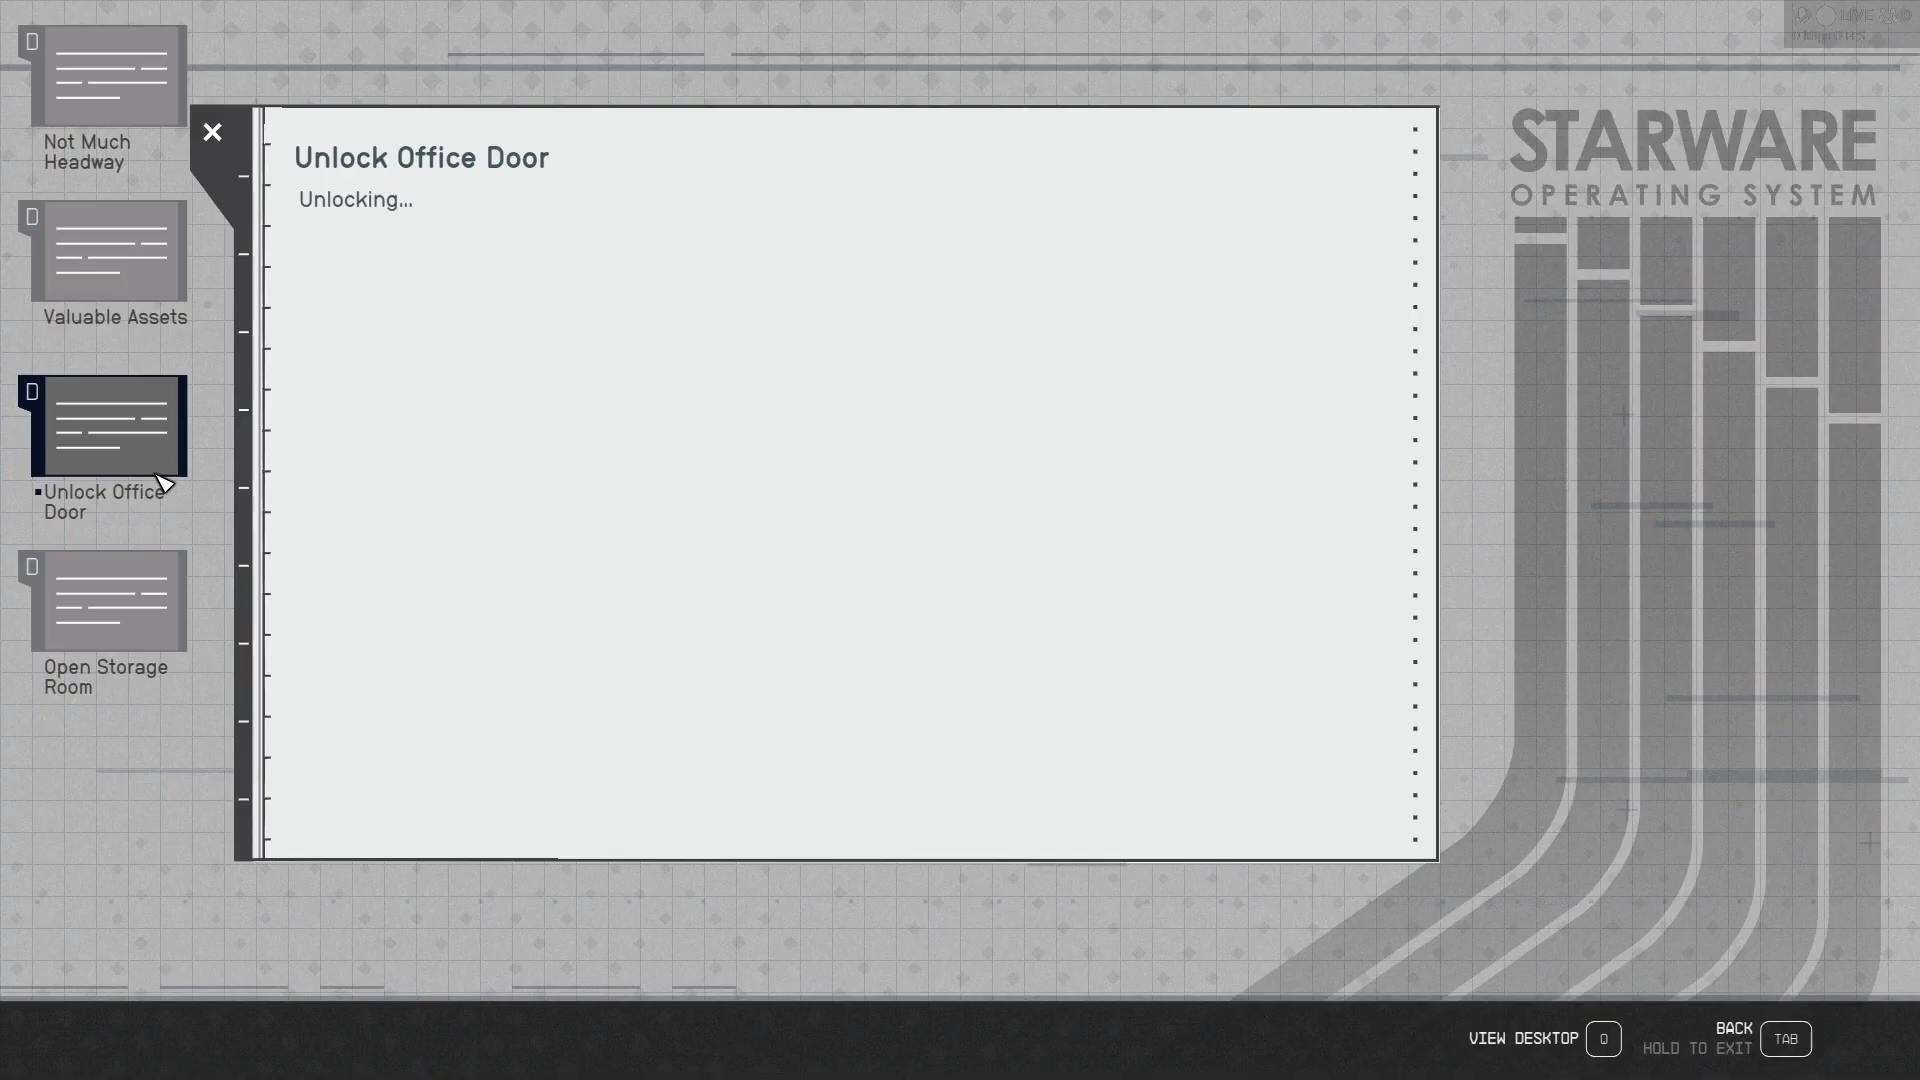 Not Much
Headway
Valuable Assets
Unlock Office
Door
Open Storage
Room
Unlock Office Door
Unlocking...
STARWARE
OPERATING SYSTEM
LIVE
VIEW DESKTOP Q
BACK
HOLD TO EXIT TAB